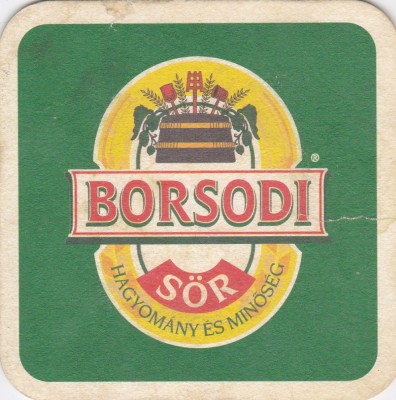 ®
BORSODI
SÖR
HAGYOMÁNY ÉS MINŐSÉG